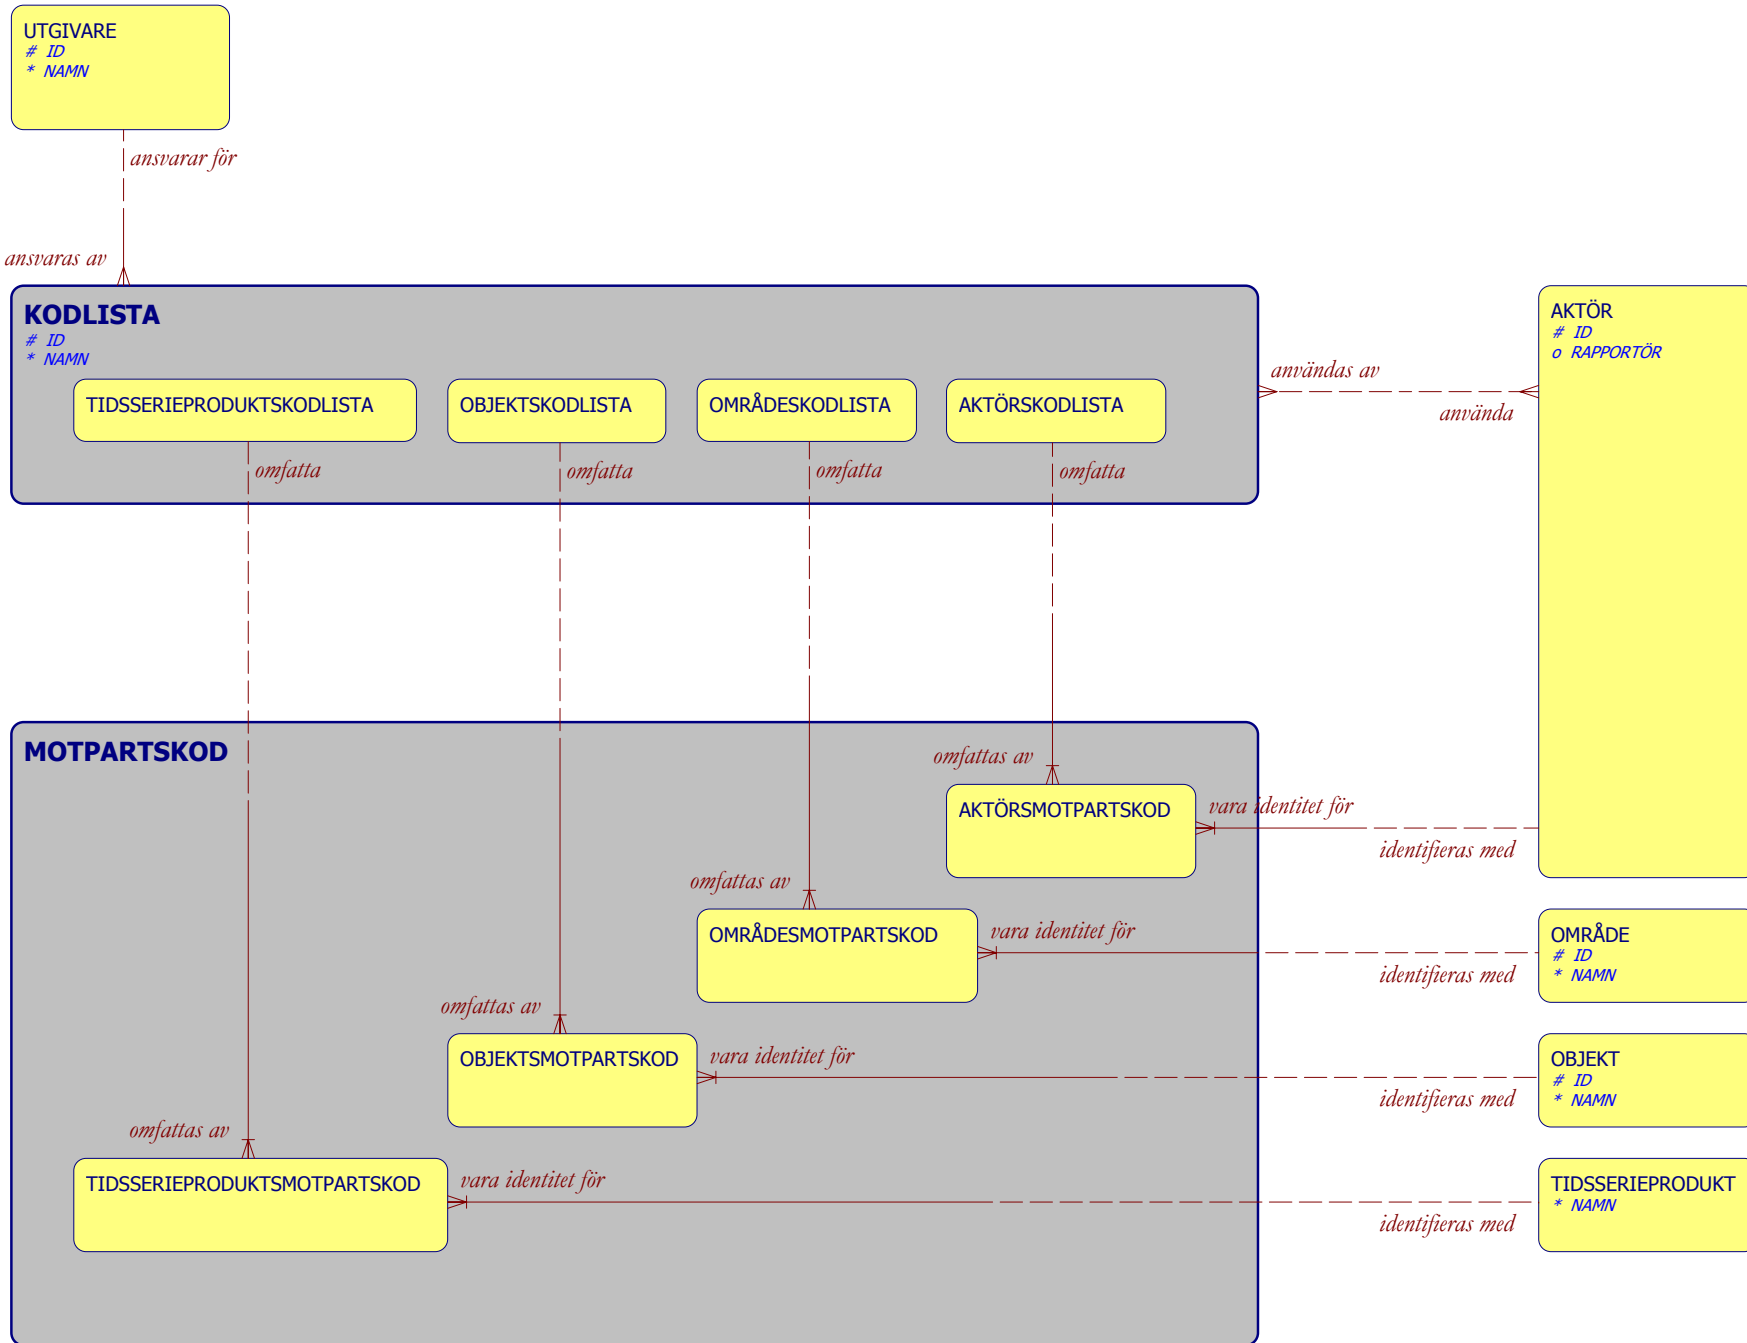 UTGIVARE
# ID
* NAMN
ansvarar för
ansvaras av
KODLISTA
# ID
* NAMN
TIDSSERIEPRODUKTSKODLISTA
OBJEKTSKODLISTA
OMRÅDESKODLISTA
AKTÖRSKODLISTA
omfatta
omfatta
omfatta
omfatta
användas av
använda
AKTÖR
# ID
o RAPPORTÖR
MOTPARTSKOD
omfattas av
AKTÖRSMOTPARTSKOD
vara identitet för
identifieras med
omfattas av
OMRÅDESMOTPARTSKOD
vara identitet för
identifieras med
OMRÅDE
# ID
* NAMN
omfattas av
OBJEKTSMOTPARTSKOD
vara identitet för
identifieras med
OBJEKT
# ID
* NAMN
omfattas av
TIDSSERIEPRODUKTSMOTPARTSKOD
vara identitet för
identifieras med
TIDSSERIEPRODUKT
* NAMN